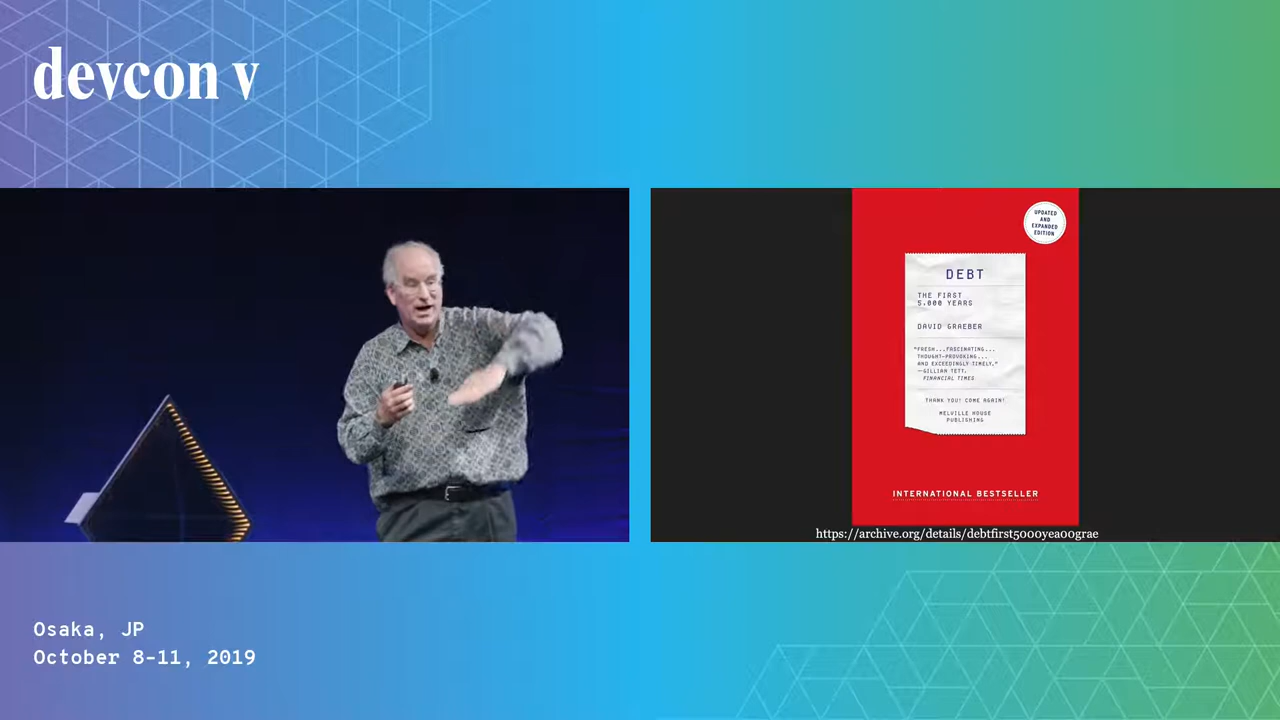 devcon v
UPDATED
AND
EXPANDED
EDITION
DEBT
THE FIRST
5,000 YEARS
DAVID GRAEBER
"FRESH...FASCINATING...
THOUGHT-PROVOKING...
AND EXCEEDINGLY TIMELY."
—GILLIAN TETT,
FINANCIAL TIMES
THANK YOU! COME AGAIN!
MELVILLE HOUSE
PUBLISHING
INTERNATIONAL BESTSELLER
https://archive.org/details/debtfirst5000yea00grae
Osaka, JP
October 8-11, 2019